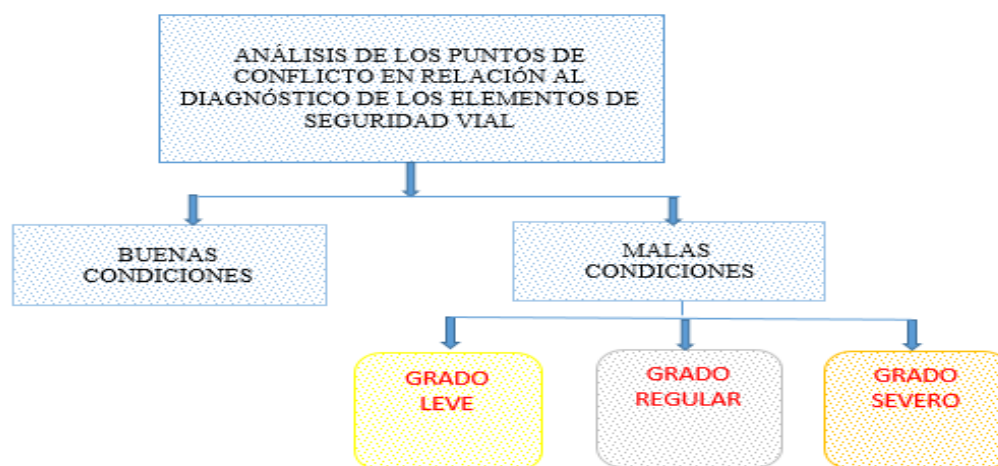 ANÁLISIS DE LOS PUNTOS DE
CONFLICTO EN RELACIÓN AL
DIAGNÓSTICO DE LOS ELEMENTOS DE
SEGURIDAD VIAL
BUENAS
CONDICIONES
MALAS
CONDICIONES
GRADO
LEVE
GRADO
REGULAR
GRADO
SEVERO